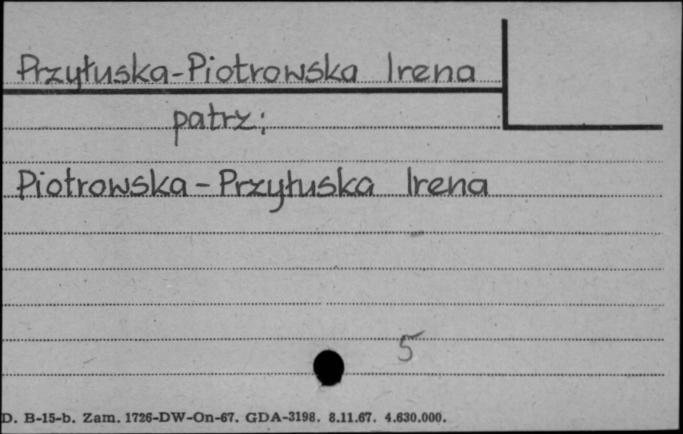 Przyłuska-Piotrowska Irena
patrz:
Piotrowska-Przyłuska Irena
5
D. B-15-b. Zam. 1726-DW-On-67. GDA-3198. 8.11.67. 4.630.000.